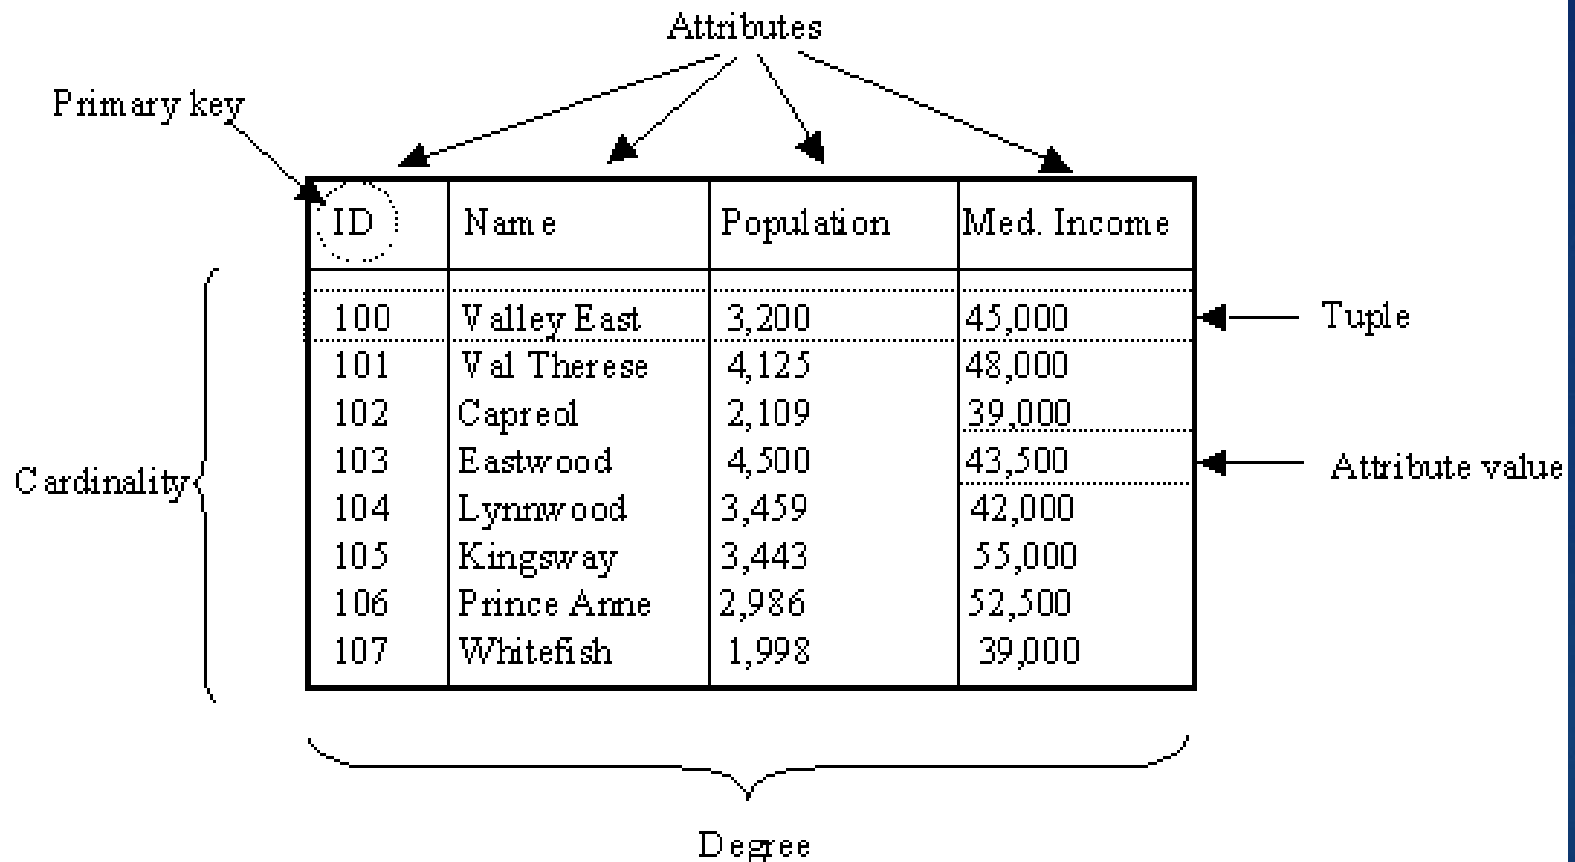 Attributes
Primary key
ID Name Population Med. Income
100 Valley East 3,200 45,000
Tuple
101 Val Therese 4,125 48,000
102 Capreol 2,109 39,000
103 Eastwood 4,500 43,500
Attribute value
Cardinality
104 Lynnwood 3,459 42,000
105 Kingsway 3,443 55,000
106 Prince Anne 2,986 52,500
107 Whitefish 1,998 39,000
Degree